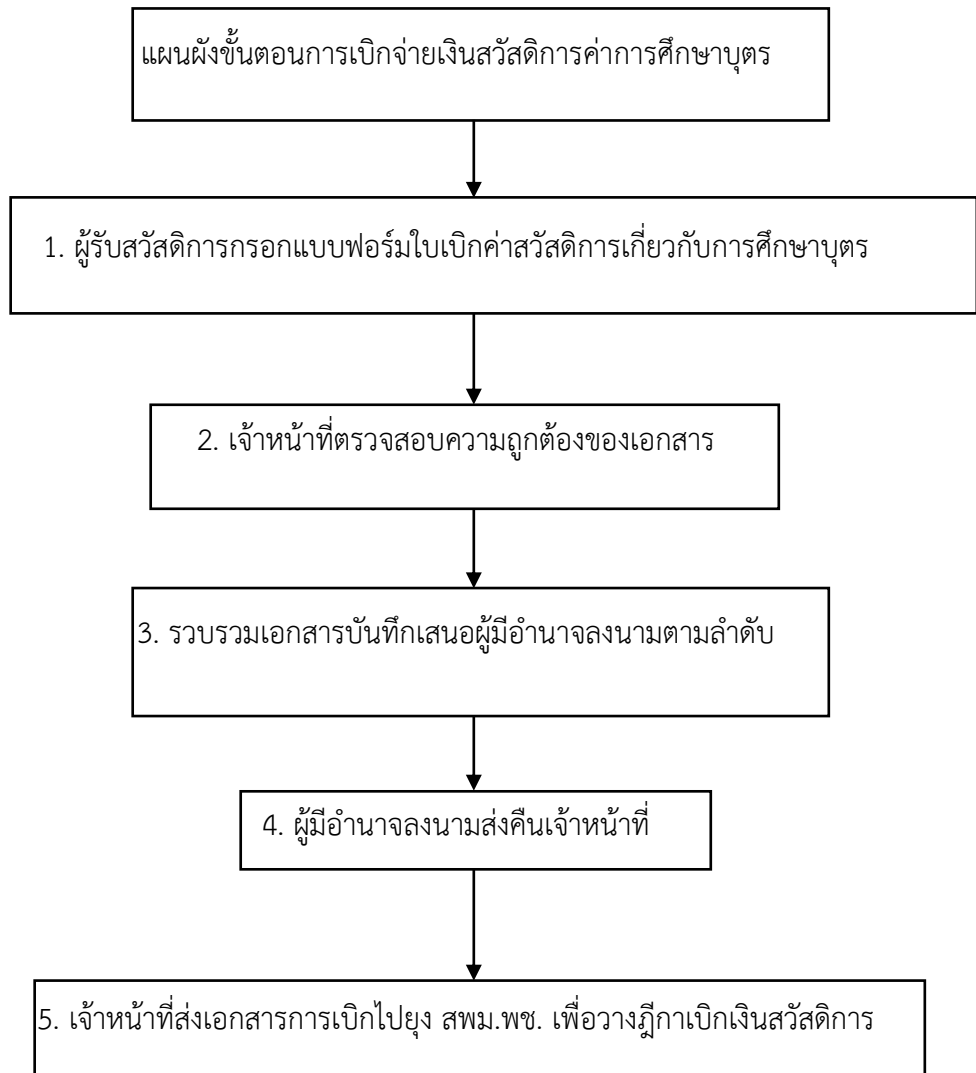 แผนผังขั้นตอนการเบิกจ่ายเงินสวัสดิการค่าการศึกษาบุตร
1. ผู้รับสวัสดิการกรอกแบบฟอร์มใบเบิกค่าสวัสดิการเกี่ยวกับการศึกษาบุตร
2. เจ้าหน้าที่ตรวจสอบความถูกต้องของเอกสาร
3. รวบรวมเอกสารบันทึกเสนอผู้มีอำนาจลงนามตามลำดับ
4. ผู้มีอำนาจลงนามส่งคืนเจ้าหน้าที่
5. เจ้าหน้าที่ส่งเอกสารการเบิกไปยุง สพม.พช. เพื่อวางฎีกาเบิกเงินสวัสดิการ